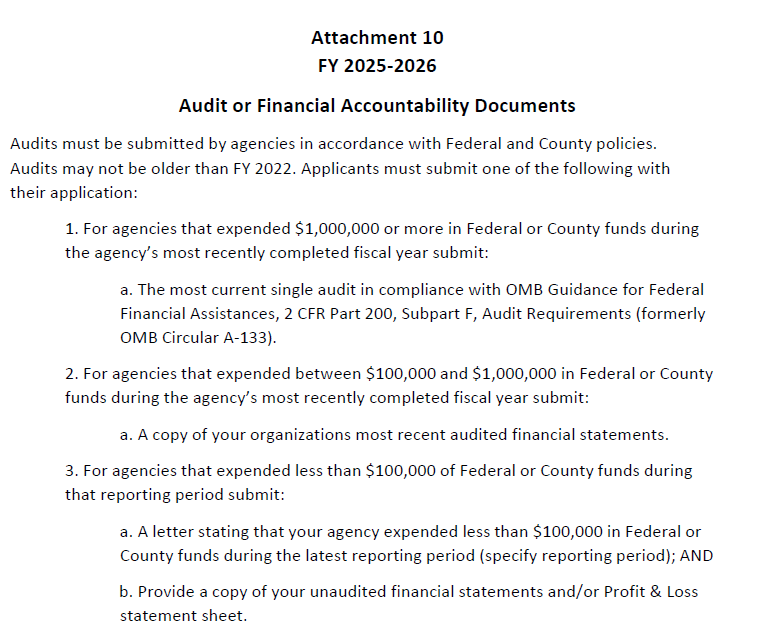 Attachment 10
FY 2025-2026
Audit or Financial Accountability Documents
Audits must be submitted by agencies in accordance with Federal and County policies.
Audits may not be older than FY 2022. Applicants must submit one of the following with
their application:
1. For agencies that expended $1,000,000 or more in Federal or County funds during
the agency’s most recently completed fiscal year submit:
a. The most current single audit in compliance with OMB Guidance for Federal
Financial Assistances, 2 CFR Part 200, Subpart F, Audit Requirements (formerly
OMB Circular A-133).
2. For agencies that expended between $100,000 and $1,000,000 in Federal or County
funds during the agency’s most recently completed fiscal year submit:
a. A copy of your organizations most recent audited financial statements.
3. For agencies that expended less than $100,000 of Federal or County funds during
that reporting period submit:
a. A letter stating that your agency expended less than $100,000 in Federal or
County funds during the latest reporting period (specify reporting period); AND
b. Provide a copy of your unaudited financial statements and/or Profit & Loss
statement sheet.